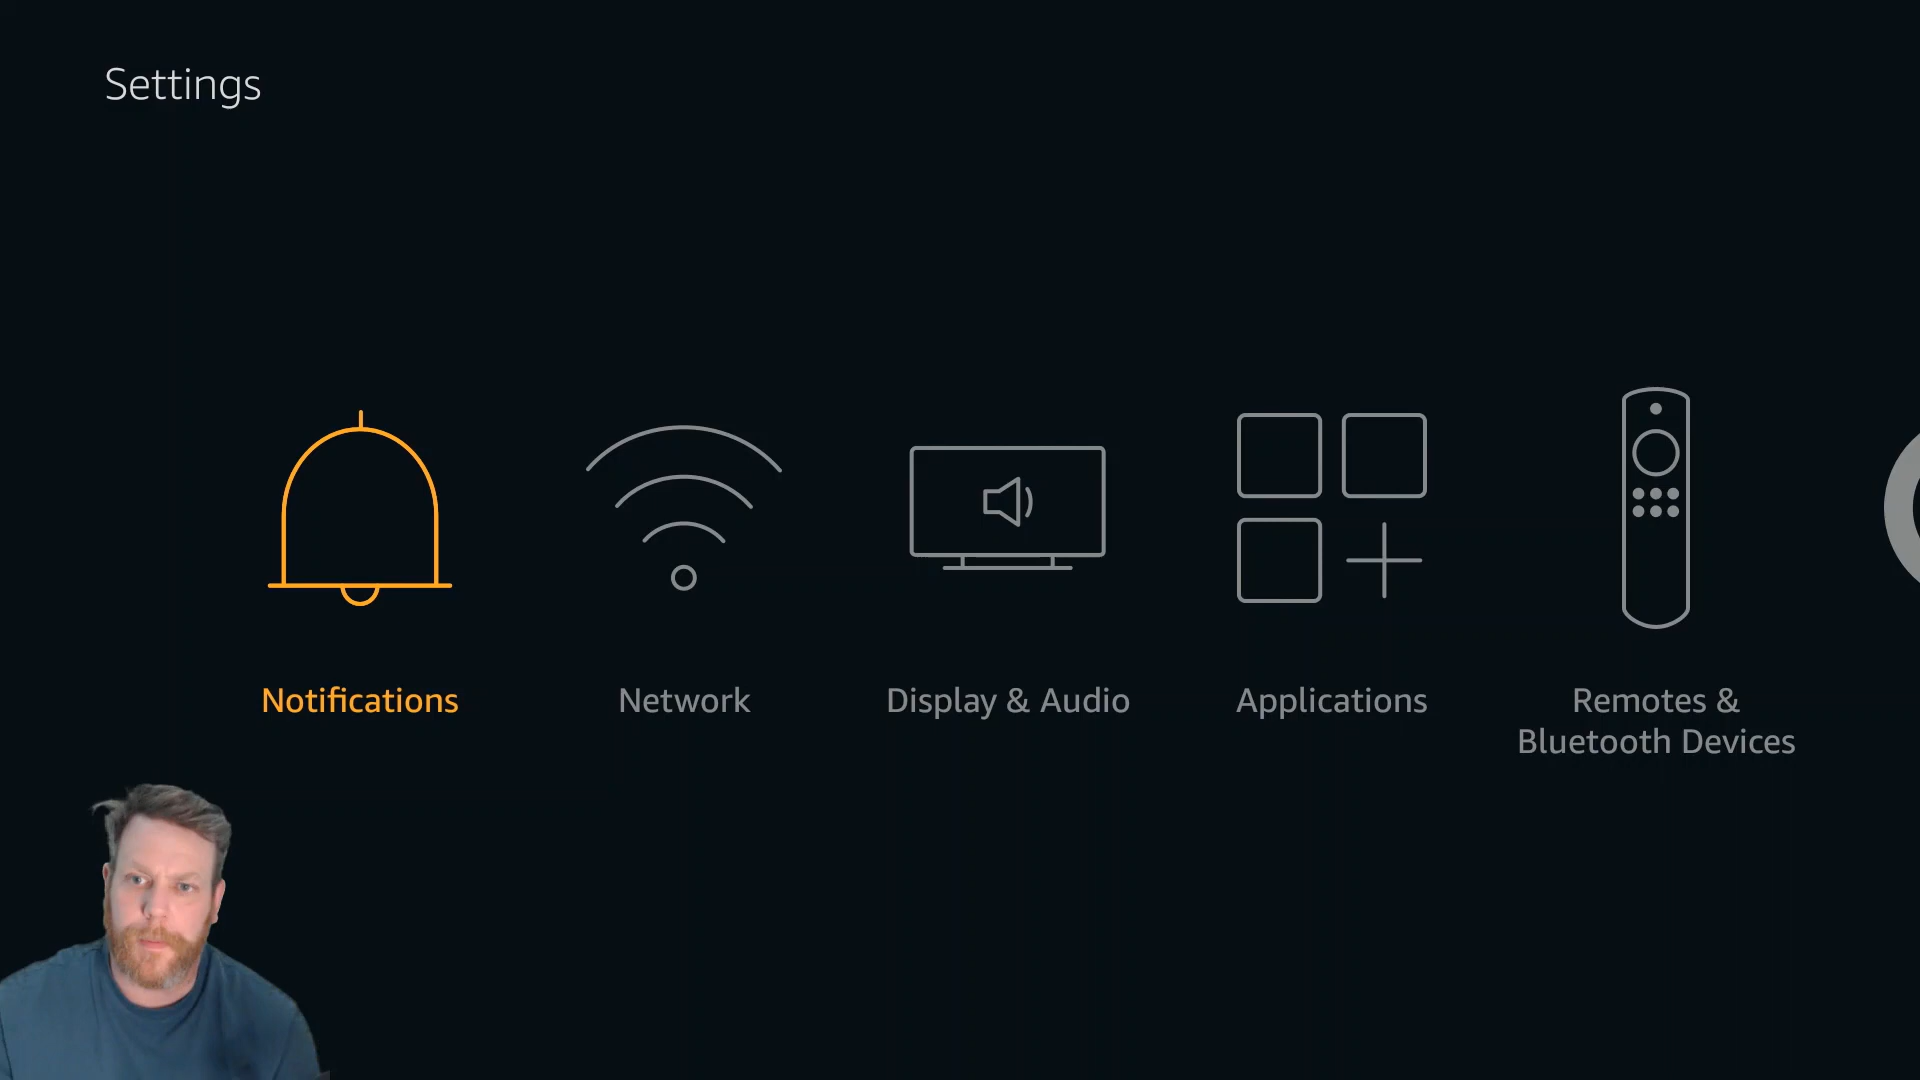 Settings
Notifications
Network
Display & Audio
Applications
Remotes &
Bluetooth Devices